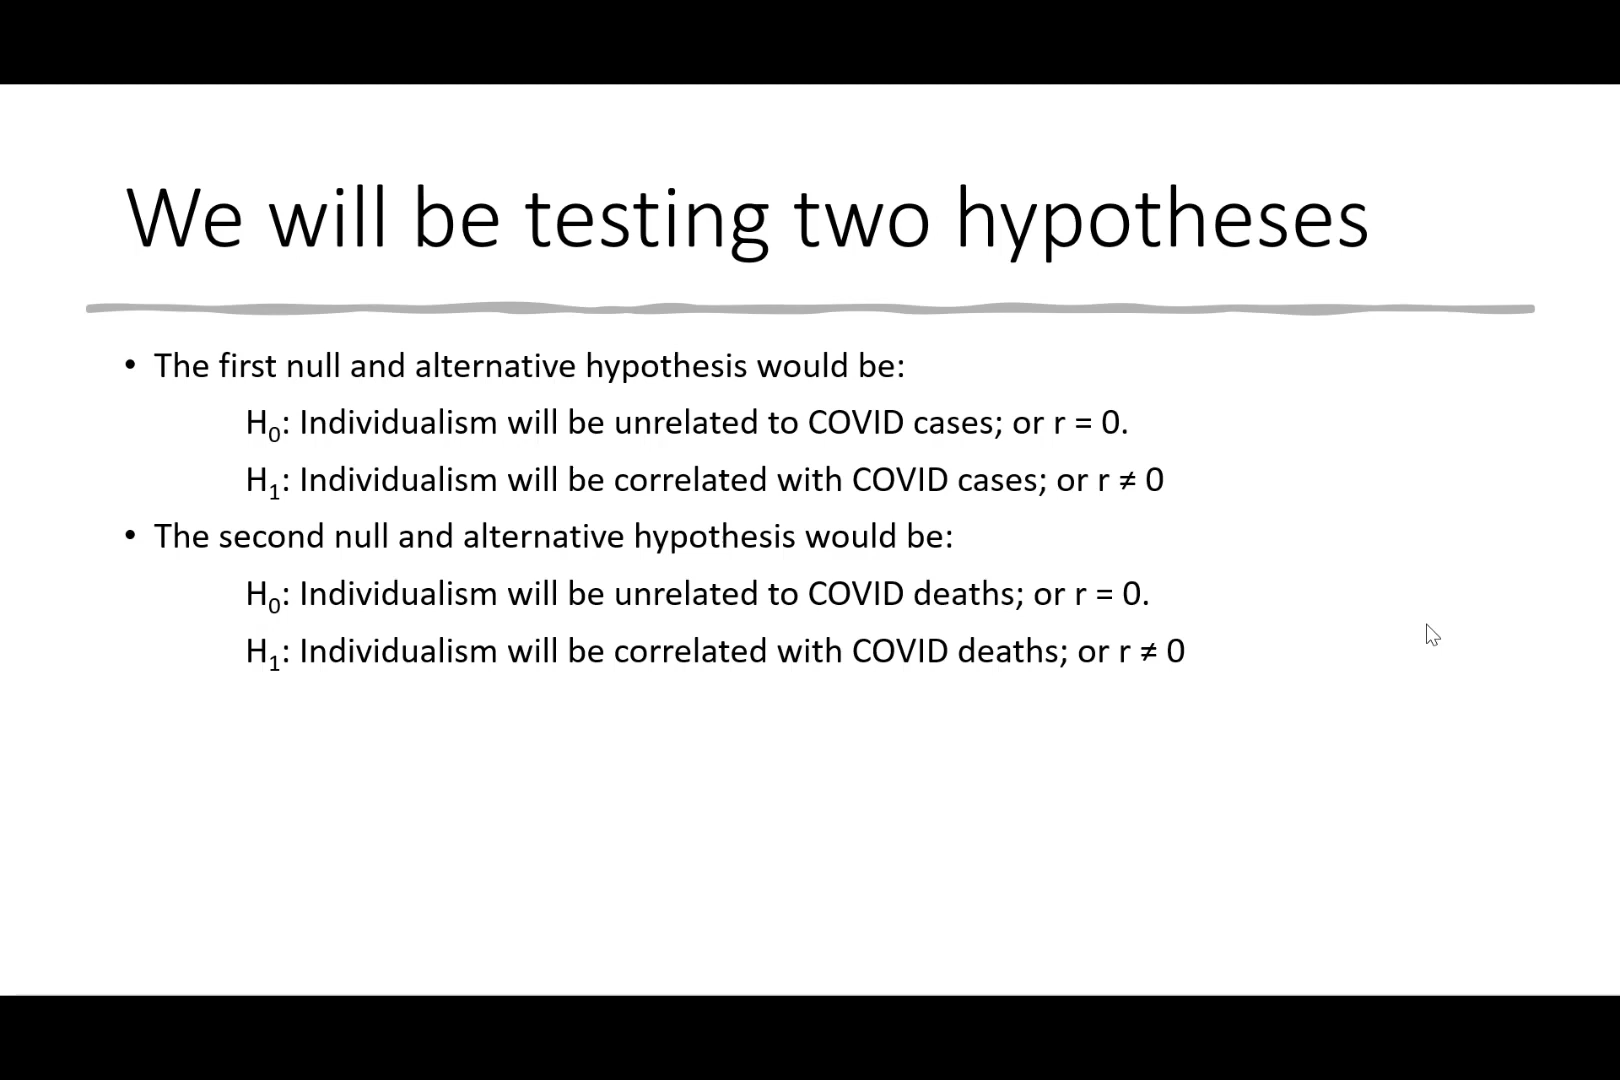 We will be testing two hypotheses
• The first null and alternative hypothesis would be:
H₀: Individualism will be unrelated to COVID cases; or r = 0.
H₁: Individualism will be correlated with COVID cases; or r ≠ 0
• The second null and alternative hypothesis would be:
H₀: Individualism will be unrelated to COVID deaths; or r = 0.
H₁: Individualism will be correlated with COVID deaths; or r ≠ 0